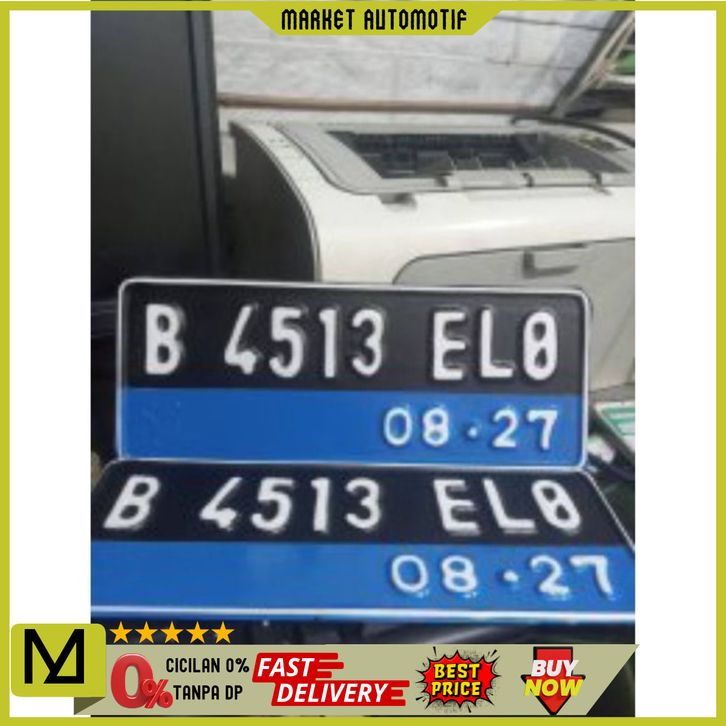 MARKET AUTOMOTIF
B 4513 EL0
08·27
B 4513 EL0
08·27
M
0%
CICILAN 0%
TANPA DP
FAST
DELIVERY
BEST
PRICE
BUY
NOW